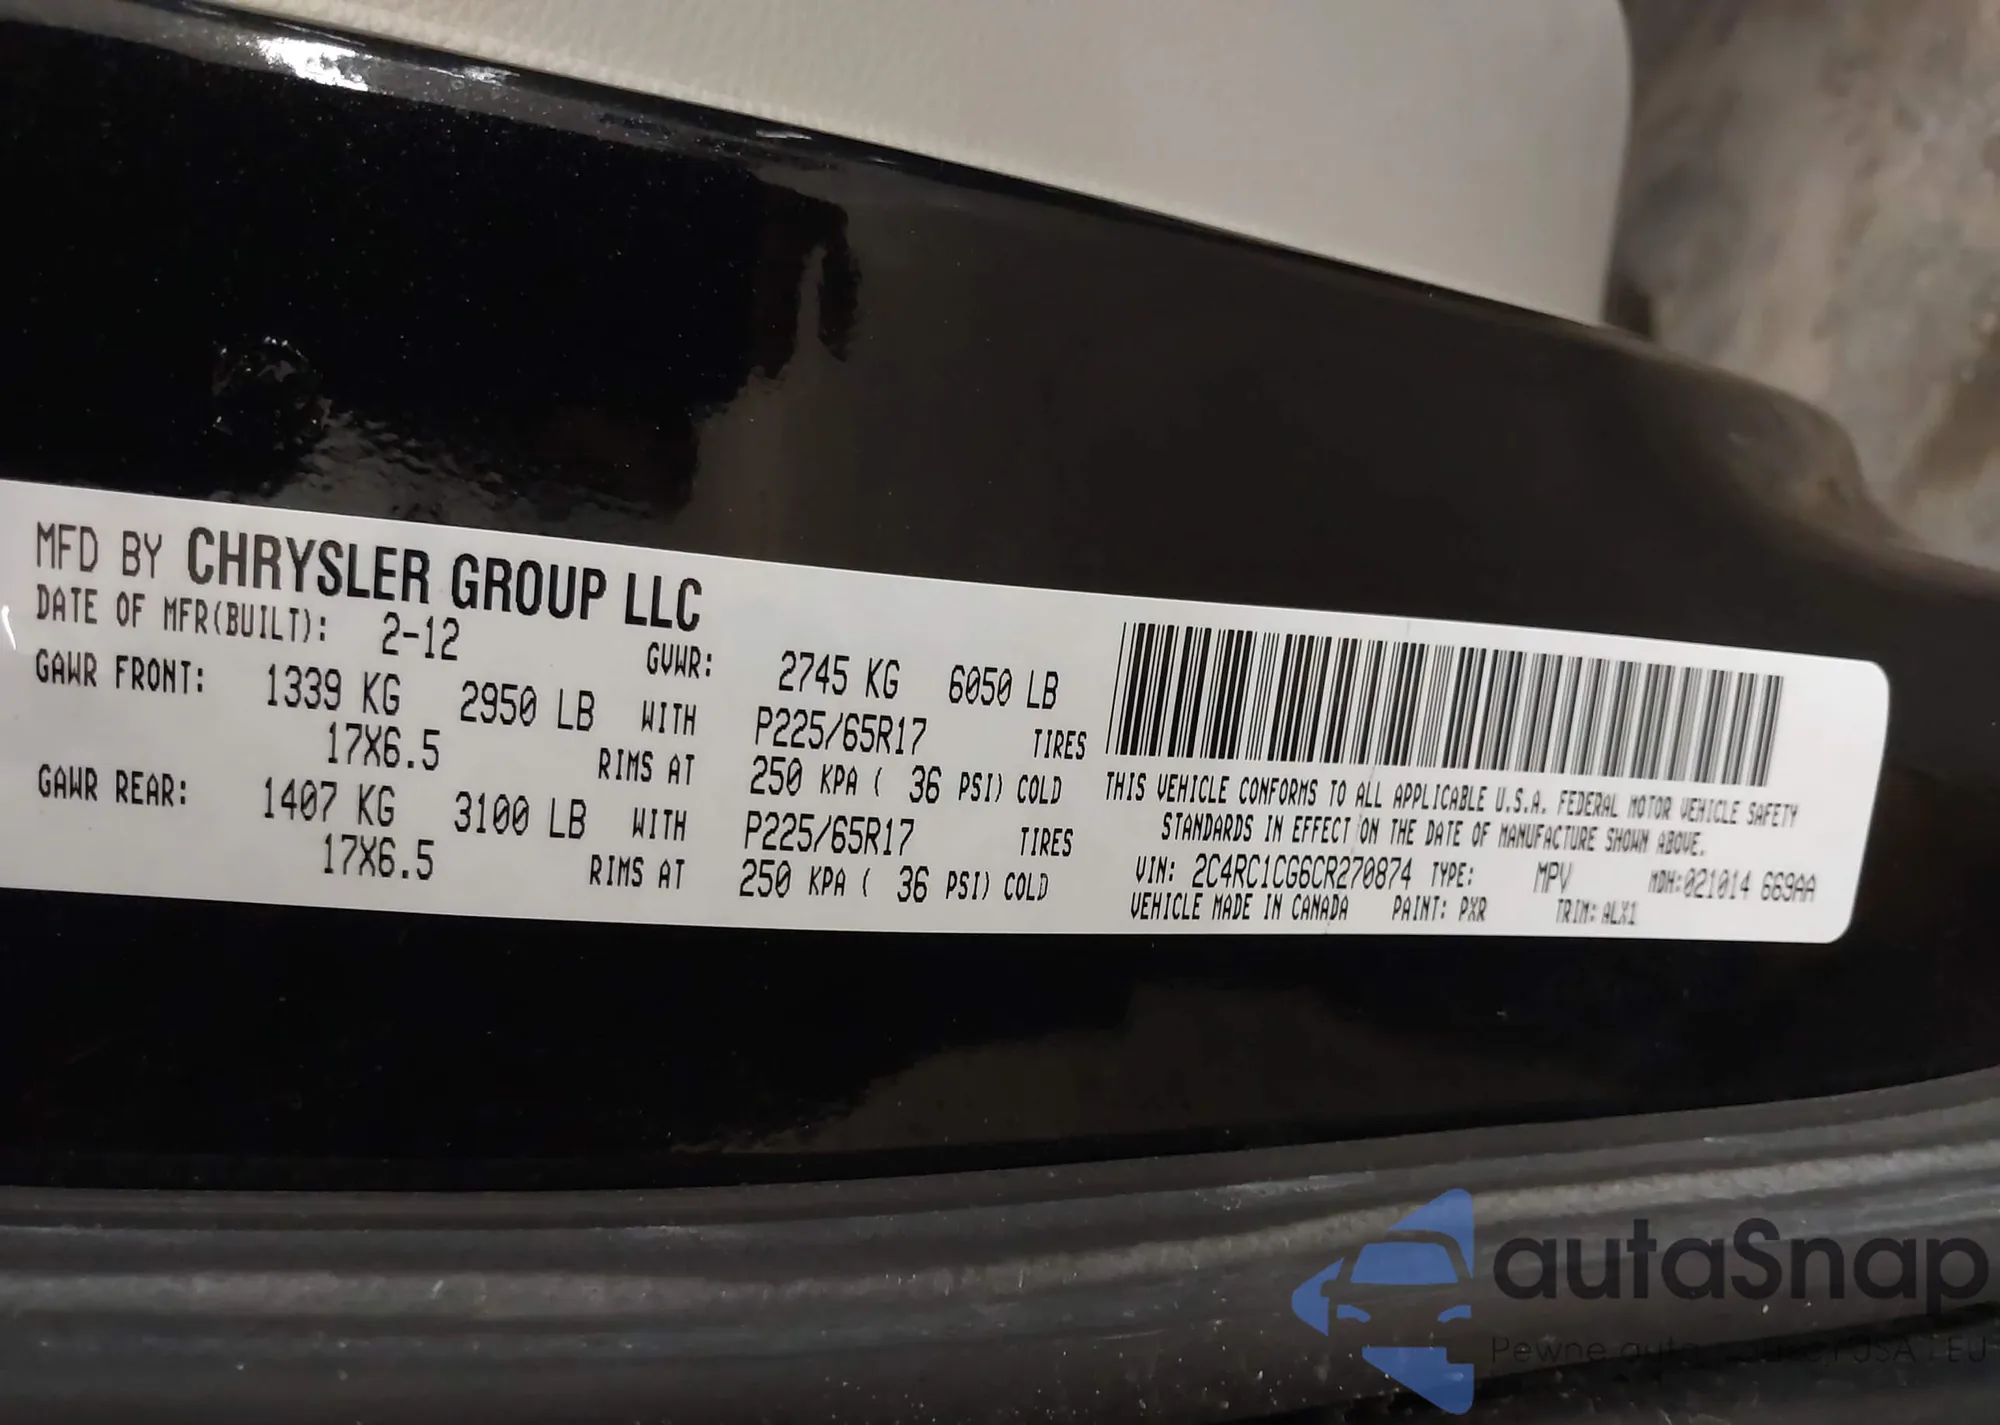 MFD BY CHRYSLER GROUP LLC
DATE OF MFR(BUILT): 2-12 GVWR: 2745 KG 6050 LB
GAWR FRONT: 1339 KG 2950 LB WITH P225/65R17 TIRES
17X6.5 RIMS AT 250 KPA ( 36 PSI) COLD
GAWR REAR: 1407 KG 3100 LB WITH P225/65R17 TIRES
17X6.5 RIMS AT 250 KPA ( 36 PSI) COLD
THIS VEHICLE CONFORMS TO ALL APPLICABLE U.S.A. FEDERAL MOTOR VEHICLE SAFETY
STANDARDS IN EFFECT ON THE DATE OF MANUFACTURE SHOWN ABOVE.
VIN: 2C4RC1CG6CR270874 TYPE: MPV MDH:021014 669AA
VEHICLE MADE IN CANADA PAINT: PXR TRIM: ALX1
autaSnap
Pewne auta USA EU